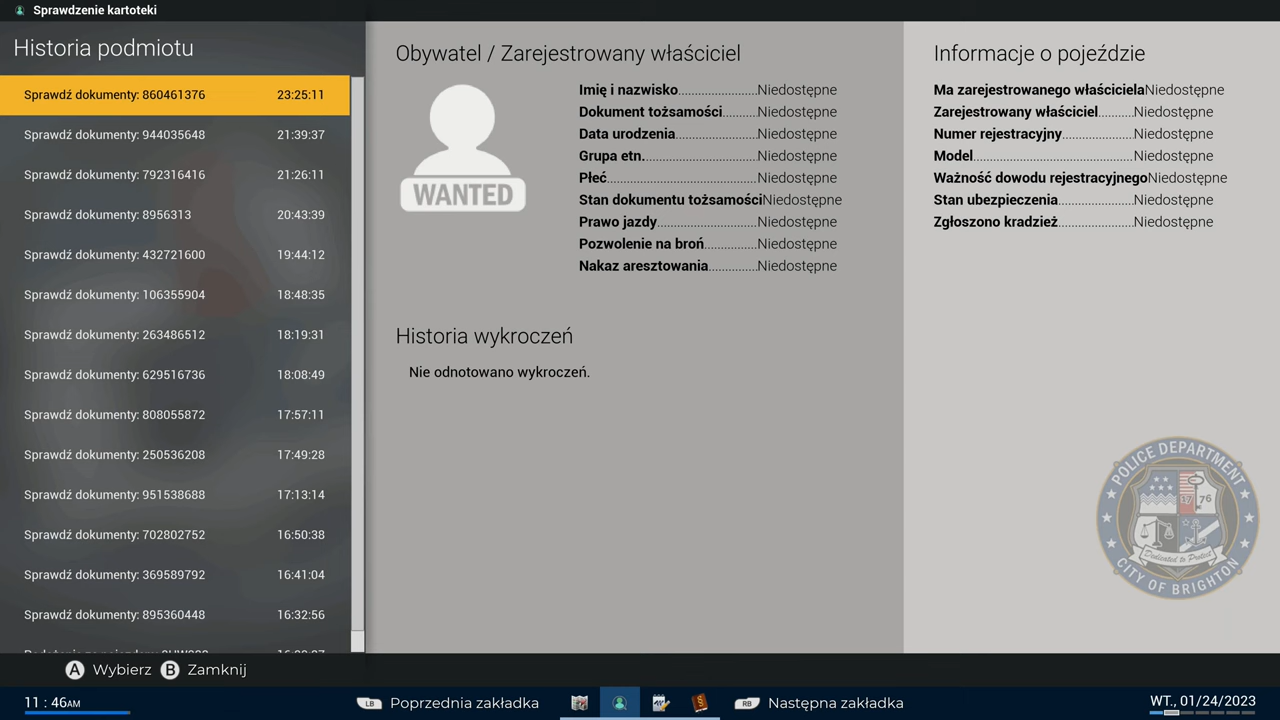 Sprawdzenie kartoteki
Historia podmiotu
Sprawdź dokumenty: 860461376 23:25:11
Sprawdź dokumenty: 944035648 21:39:37
Sprawdź dokumenty: 792316416 21:26:11
Sprawdź dokumenty: 8956313 20:43:39
Sprawdź dokumenty: 432721600 19:44:12
Sprawdź dokumenty: 106355904 18:48:35
Sprawdź dokumenty: 263486512 18:19:31
Sprawdź dokumenty: 629516736 18:08:49
Sprawdź dokumenty: 808055872 17:57:11
Sprawdź dokumenty: 250536208 17:49:28
Sprawdź dokumenty: 951538688 17:13:14
Sprawdź dokumenty: 702802752 16:50:38
Sprawdź dokumenty: 369589792 16:41:04
Sprawdź dokumenty: 895360448 16:32:56
Obywatel / Zarejestrowany właściciel
WANTED
Imię i nazwisko....................Niedostępne
Dokument tożsamości.........Niedostępne
Data urodzenia.....................Niedostępne
Grupa etn.............................Niedostępne
Płeć......................................Niedostępne
Stan dokumentu tożsamościNiedostępne
Prawo jazdy.........................Niedostępne
Pozwolenie na broń.............Niedostępne
Nakaz aresztowania.............Niedostępne
Historia wykroczeń
Nie odnotowano wykroczeń.
Informacje o pojeździe
Ma zarejestrowanego właścicielaNiedostępne
Zarejestrowany właściciel.........Niedostępne
Numer rejestracyjny..................Niedostępne
Model.........................................Niedostępne
Ważność dowodu rejestracyjnegoNiedostępne
Stan ubezpieczenia...................Niedostępne
Zgłoszono kradzież...................Niedostępne
POLICE DEPARTMENT
17 76
Dedicated to Protect
CITY OF BRIGHTON
A Wybierz B Zamknij
11 : 46AM
LB Poprzednia zakładka
RB Następna zakładka
WT., 01/24/2023